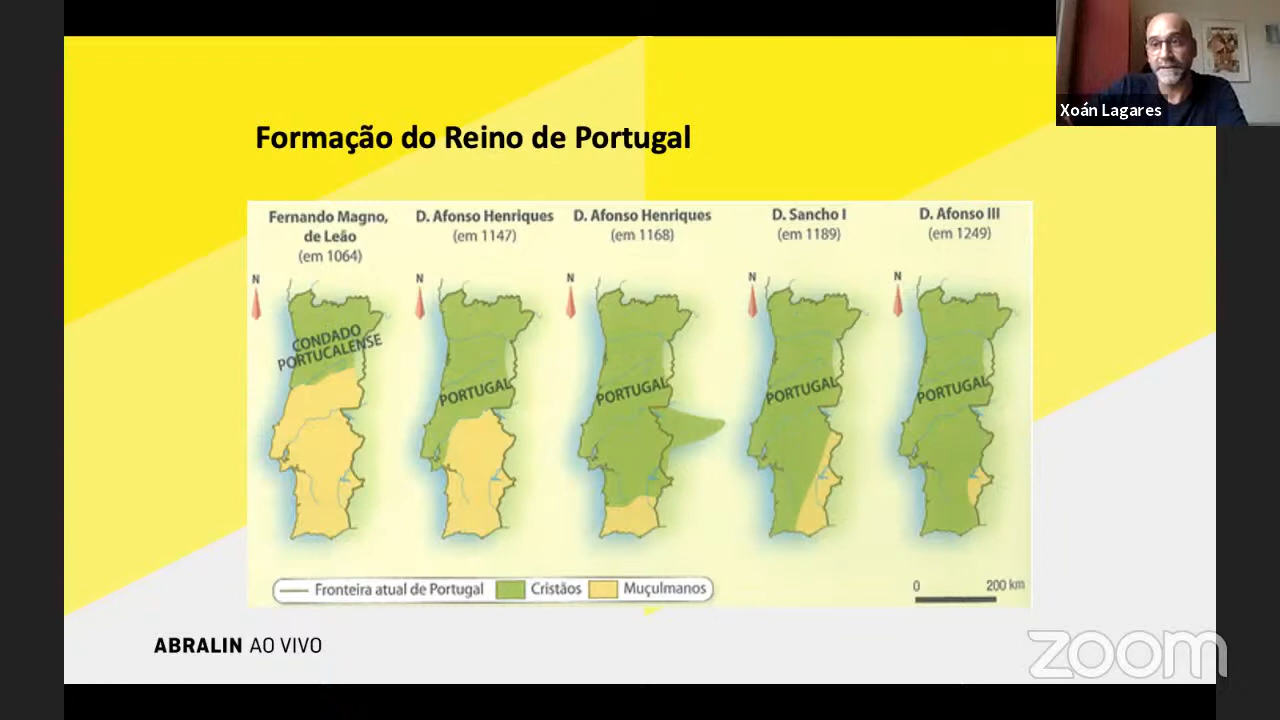 Xoán Lagares
Formação do Reino de Portugal
Fernando Magno,
de Leão
(em 1064)
D. Afonso Henriques
(em 1147)
D. Afonso Henriques
(em 1168)
D. Sancho I
(em 1189)
D. Afonso III
(em 1249)
N
N
N
N
N
CONDADO
PORTUCALENSE
PORTUGAL
PORTUGAL
PORTUGAL
PORTUGAL
Fronteira atual de Portugal
Cristãos
Muçulmanos
0 200 km
ABRALIN AO VIVO
zoom